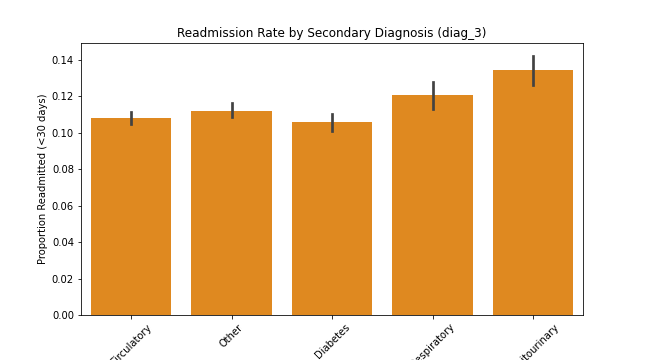 Readmission Rate by Secondary Diagnosis (diag_3)
Proportion Readmitted (<30 days)
0.14
0.12
0.10
0.08
0.06
0.04
0.02
0.00
Other
Diabetes